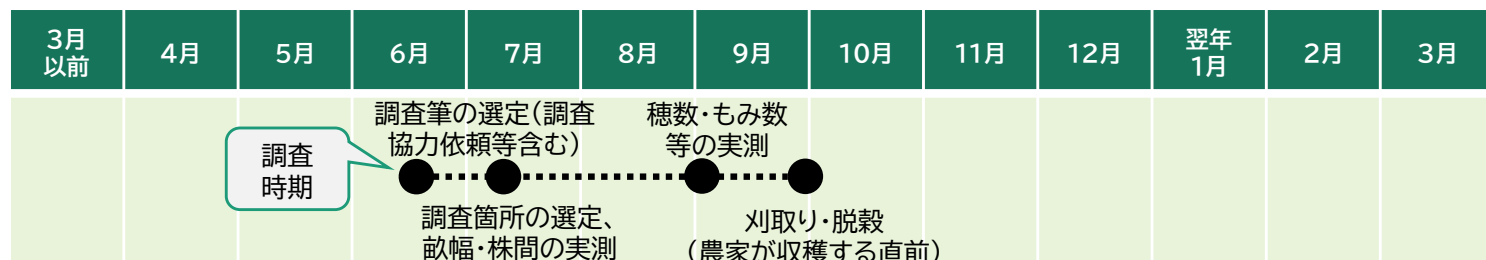 3月
以前
4月
5月
6月
7月
8月
9月
10月
11月
12月
翌年
1月
2月
3月
調査筆の選定(調査
協力依頼等含む)
穂数・もみ数
等の実測
調査
時期
調査箇所の選定、
畝幅・株間の実測
刈取り・脱穀
(農家が収穫する直前)